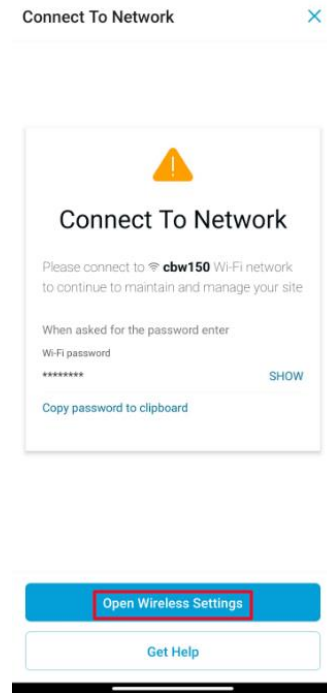 Connect To Network
Connect To Network
Please connect to cbw150 Wi-Fi network
to continue to maintain and manage your site
When asked for the password enter
Wi-Fi password
********
SHOW
Copy password to clipboard
Open Wireless Settings
Get Help